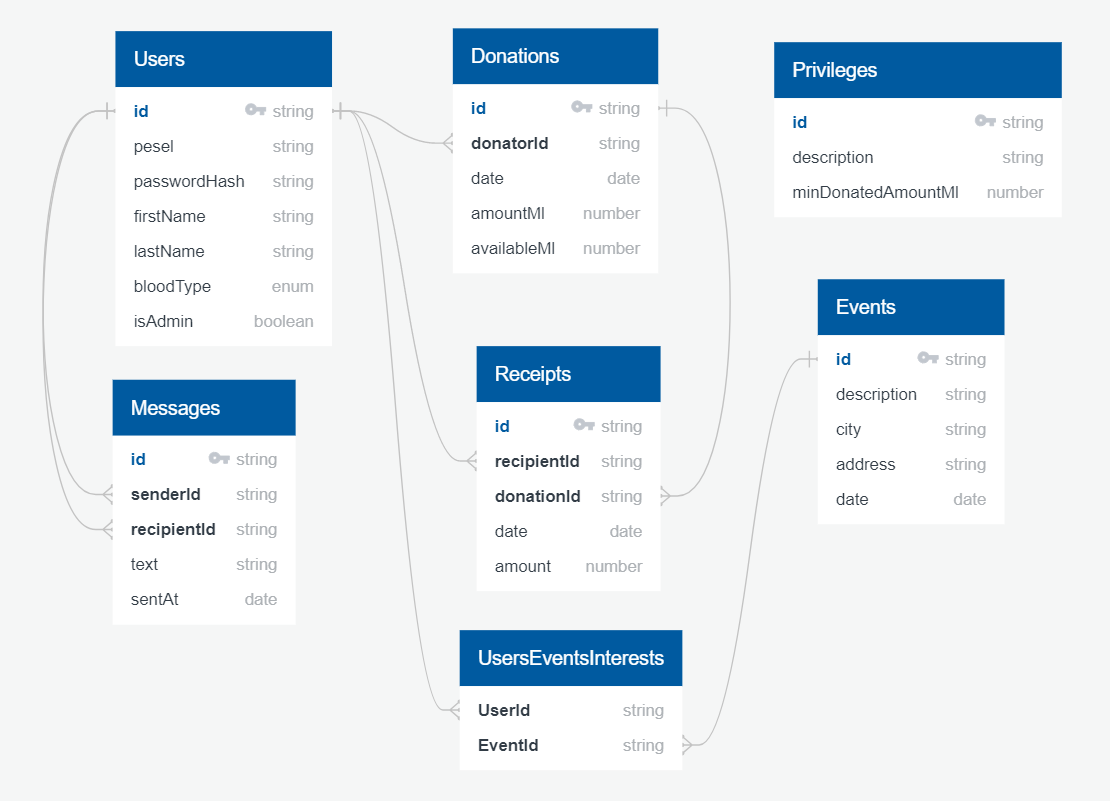 Users
id string
pesel string
passwordHash string
firstName string
lastName string
bloodType enum
isAdmin boolean
Donations
id string
donatorId string
date date
amountMl number
availableMl number
Privileges
id string
description string
minDonatedAmountMl number
Messages
id string
senderId string
recipientId string
text string
sentAt date
Receipts
id string
recipientId string
donationId string
date date
amount number
Events
id string
description string
city string
address string
date date
UsersEventsInterests
UserId string
EventId string